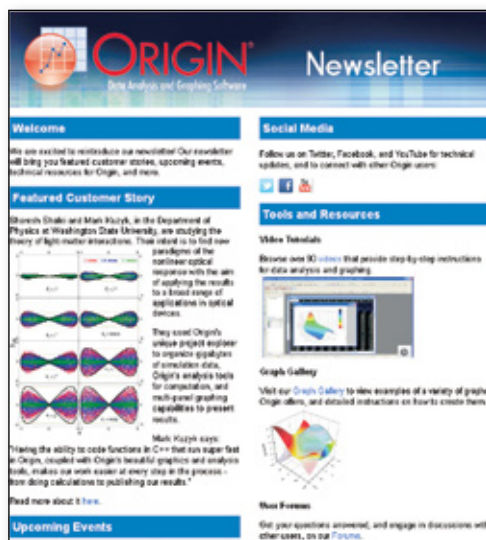 ORIGIN®
Data Analysis and Graphing Software
Newsletter
Welcome
We are excited to reintroduce our newsletter! Our newsletter
will bring you featured customer stories, upcoming events,
technical resources for Origin, and more.
Featured Customer Story
Shoresh Shafei and Mark Kuzyk, in the Department of
Physics at Washington State University, are studying the
theory of light-matter interactions. Their intent is to find new
paradigms of the
nonlinear-optical
response with the aim
of applying the results
to a broad range of
applications in optical
devices.
They used Origin's
unique project explorer
to organize gigabytes
of simulation data,
Origin's analysis tools
for computation, and
multi-panel graphing
capabilities to present
results.
Mark Kuzyk says:
"Having the ability to code functions in C++ that run super fast
in Origin, coupled with Origin's beautiful graphics and analysis
tools, makes our work easier at every step in the process -
from doing calculations to publishing our results."
Read more about it here.
Upcoming Events
Social Media
Follow us on Twitter, Facebook, and YouTube for technical
updates, and to connect with other Origin users:
Tools and Resources
Video Tutorials
Browse over 90 videos that provide step-by-step instructions
for data analysis and graphing.
Graph Gallery
Visit our Graph Gallery to view examples of a variety of graphs
Origin offers, and detailed instructions on how to create them.
User Forums
Get your questions answered, and engage in discussions with
other users, on our Forums.